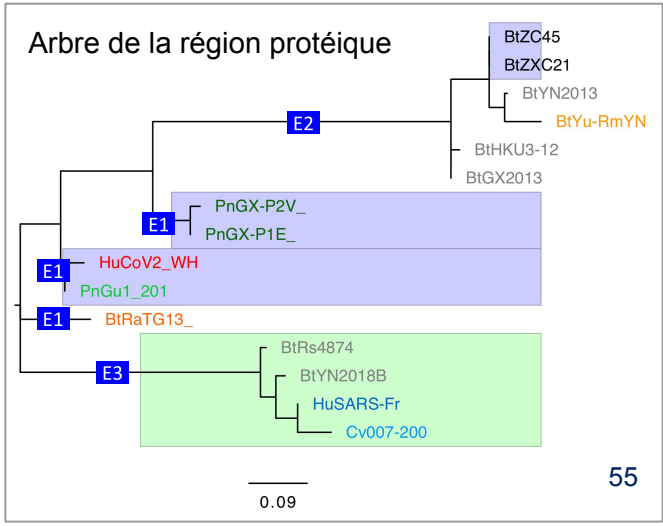 Arbre de la région protéique
BtZC45
BtZXC21
BtYN2013
E2
BtYu-RmYN
BtHKU3-12
BtGX2013
PnGX-P2V_
E1
PnGX-P1E_
HuCoV2_WH
E1
PnGu1_201
E1
BtRaTG13_
BtRs4874
E3
BtYN2018B
HuSARS-Fr
Cv007-200
55
0.09